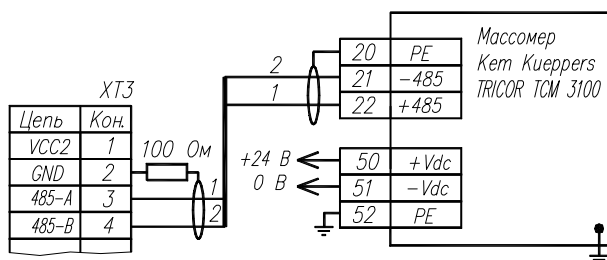 XT3
Цепь Кон.
VCC2 1
GND 2
485-A 3
485-B 4
100 Ом
1
2
2
1
20 PE
21 -485
22 +485
+24 В
0 В
50 +Vdc
51 -Vdc
52 PE
Массомер
Kem Kueppers
TRICOR TCM 3100